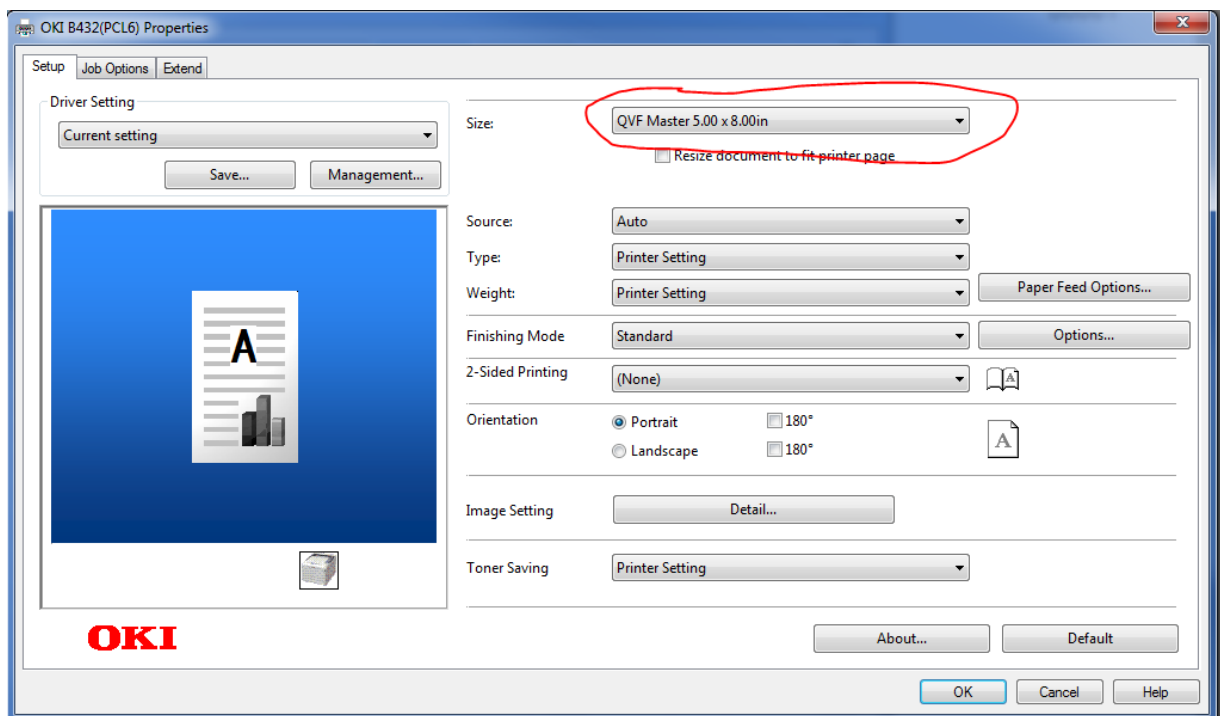 OKI B432(PCL6) Properties
Setup Job Options Extend
Driver Setting
Current setting
Save... Management...
Size: QVF Master 5.00 x 8.00in
Resize document to fit printer page
Source: Auto
Type: Printer Setting
Weight: Printer Setting Paper Feed Options...
Finishing Mode Standard Options...
2-Sided Printing (None)
Orientation Portrait 180°
Landscape 180°
Image Setting Detail...
Toner Saving Printer Setting
A
A
A
OKI
About... Default
OK Cancel Help